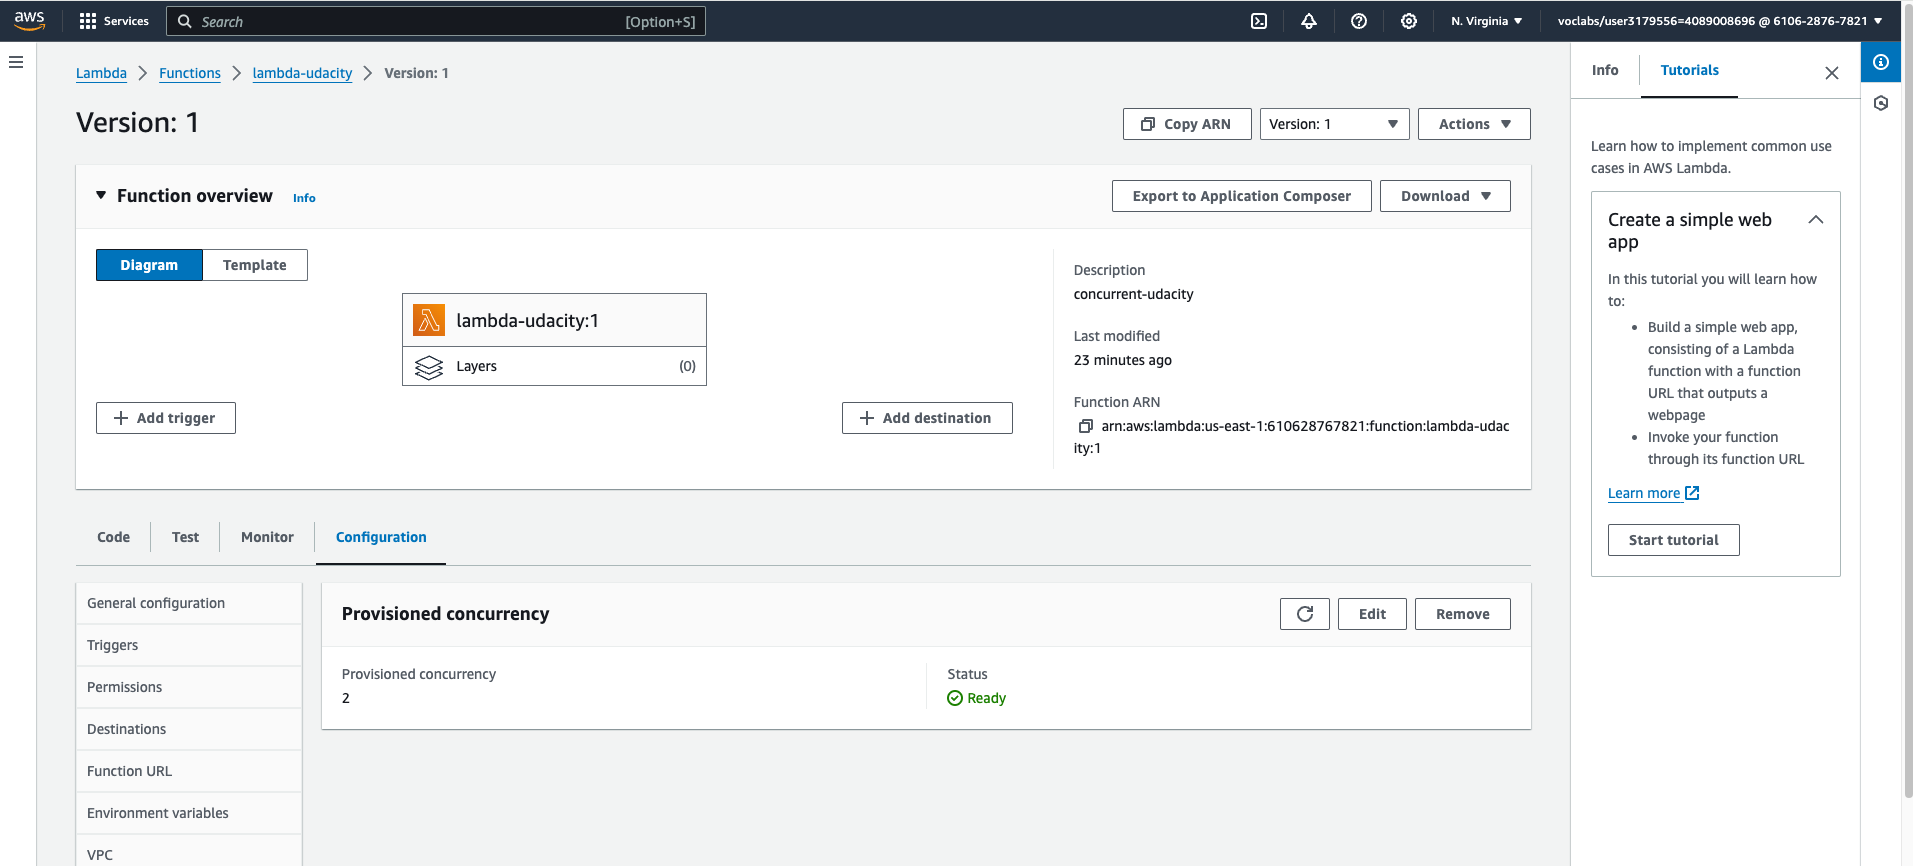 aws
Services
Search
[Option+S]
N. Virginia
voclabs/user3179556=4089008696 @ 6106-2876-7821
Lambda
Functions
lambda-udacity
Version: 1
Version: 1
Copy ARN
Version: 1
Actions
Function overview
Info
Export to Application Composer
Download
Diagram
Template
lambda-udacity:1
Layers
(0)
Add trigger
Add destination
Description
concurrent-udacity
Last modified
23 minutes ago
Function ARN
arn:aws:lambda:us-east-1:610628767821:function:lambda-udac
ity:1
Code
Test
Monitor
Configuration
General configuration
Triggers
Permissions
Destinations
Function URL
Environment variables
VPC
Provisioned concurrency
Edit
Remove
Provisioned concurrency
2
Status
Ready
Info
Tutorials
Learn how to implement common use
cases in AWS Lambda.
Create a simple web
app
In this tutorial you will learn how
to:
• Build a simple web app,
consisting of a Lambda
function with a function
URL that outputs a
webpage
• Invoke your function
through its function URL
Learn more
Start tutorial